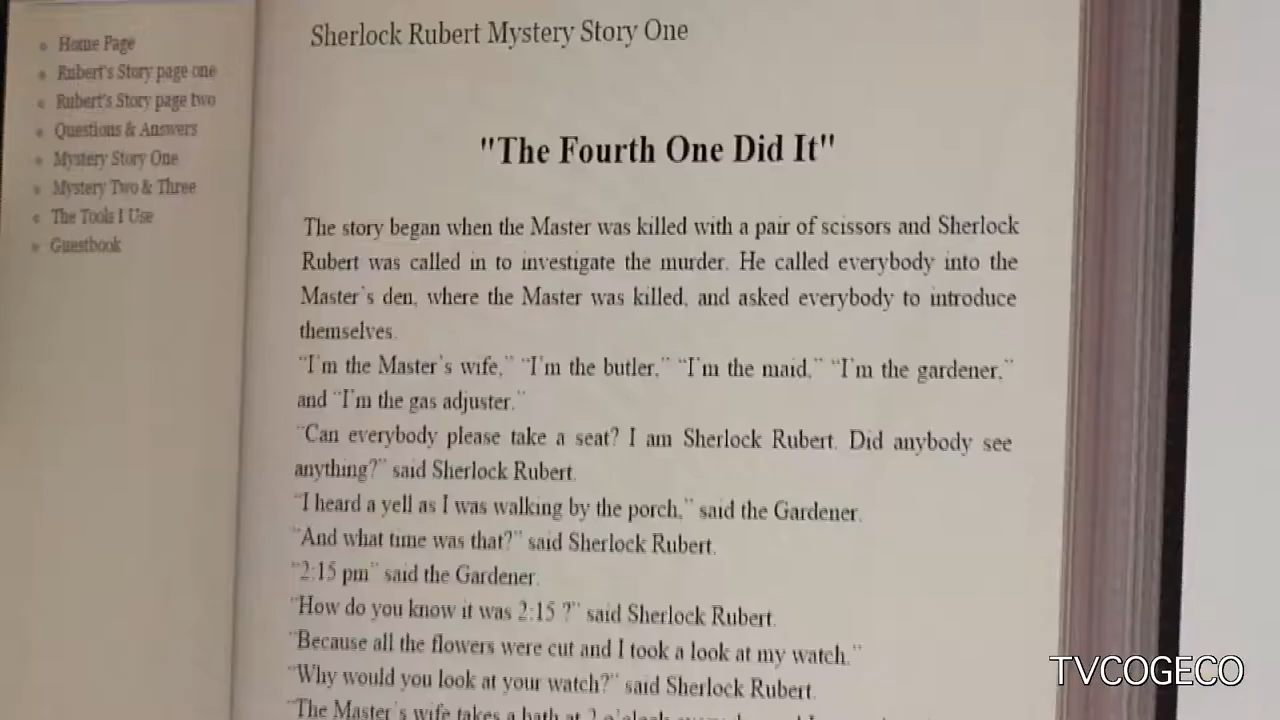 Home Page
Rubert's Story page one
Rubert's Story page two
Questions & Answers
Mystery Story One
Mystery Two & Three
The Tools I Use
Guestbook
Sherlock Rubert Mystery Story One
"The Fourth One Did It"
The story began when the Master was killed with a pair of scissors and Sherlock
Rubert was called in to investigate the murder. He called everybody into the
Master's den, where the Master was killed, and asked everybody to introduce
themselves.
"I'm the Master's wife," "I'm the butler," "I'm the maid," "I'm the gardener,"
and "I'm the gas adjuster."
"Can everybody please take a seat? I am Sherlock Rubert. Did anybody see
anything?" said Sherlock Rubert.
"I heard a yell as I was walking by the porch," said the Gardener.
"And what time was that?" said Sherlock Rubert.
"2:15 pm" said the Gardener.
"How do you know it was 2:15 ?" said Sherlock Rubert.
"Because all the flowers were cut and I took a look at my watch."
"Why would you look at your watch?" said Sherlock Rubert.
"The Master's wife takes a bath at 2 o'clock
TVCOGECO